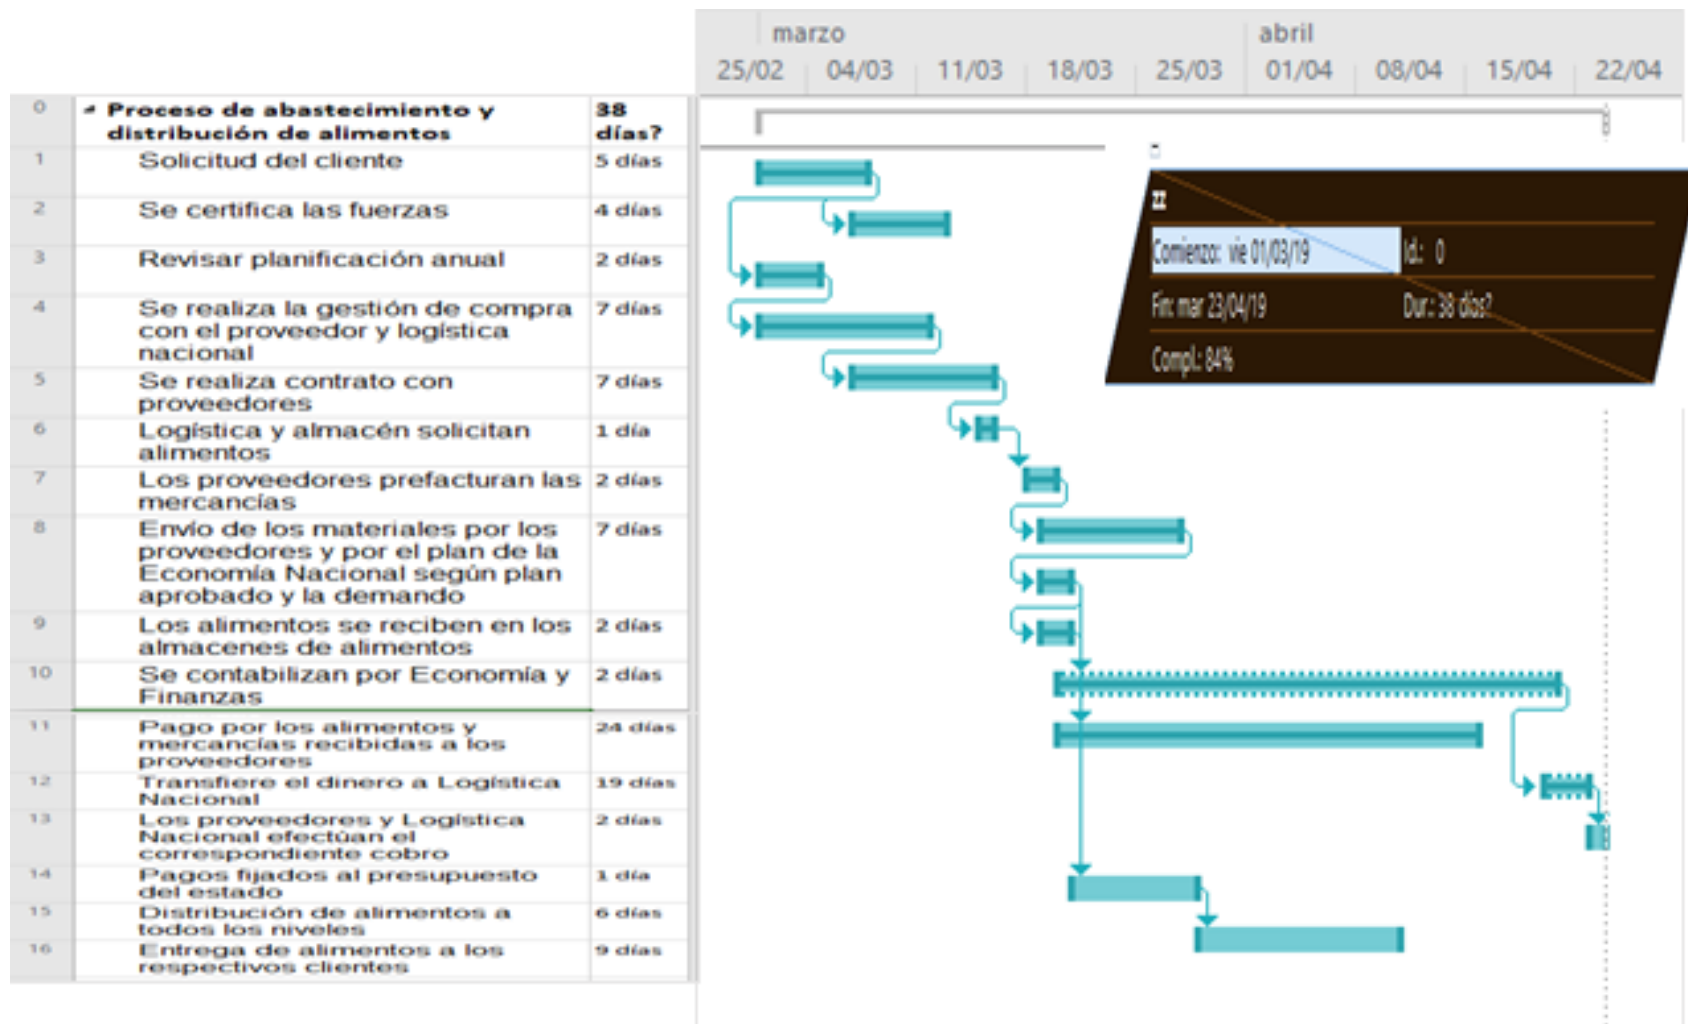 marzo abril
25/02 04/03 11/03 18/03 25/03 01/04 08/04 15/04 22/04
0 Proceso de abastecimiento y 38
distribución de alimentos días?
1 Solicitud del cliente 5 días
2 Se certifica las fuerzas 4 días
3 Revisar planificación anual 2 días
4 Se realiza la gestión de compra 7 días
con el proveedor y logística
nacional
5 Se realiza contrato con 7 días
proveedores
6 Logística y almacén solicitan 1 día
alimentos
7 Los proveedores prefacturan las 2 días
mercancías
8 Envío de los materiales por los 7 días
proveedores y por el plan de la
Economía Nacional según plan
aprobado y la demando
9 Los alimentos se reciben en los 2 días
almacenes de alimentos
10 Se contabilizan por Economía y 2 días
Finanzas
11 Pago por los alimentos y 24 días
mercancías recibidas a los
proveedores
12 Transfiere el dinero a Logística 19 días
Nacional
13 Los proveedores y Logística 2 días
Nacional efectúan el
correspondiente cobro
14 Pagos fijados al presupuesto 1 día
del estado
15 Distribución de alimentos a 6 días
todos los niveles
16 Entrega de alimentos a los 9 días
respectivos clientes
zz
Comienzo: vie 01/03/19 Id.: 0
Fin: mar 23/04/19 Dur.: 38 días?
Compl.: 84%